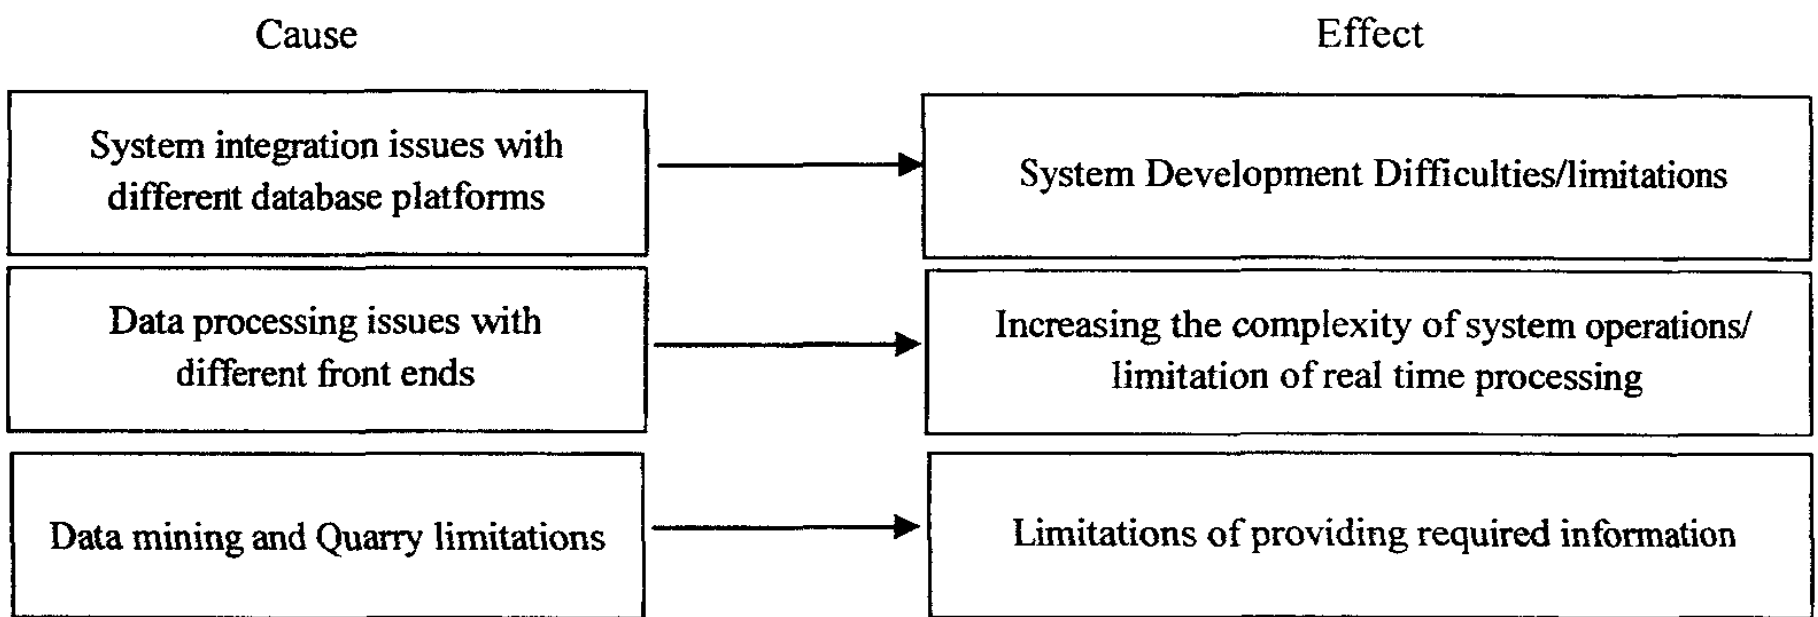 Cause
Effect
System integration issues with
different database platforms
System Development Difficulties/limitations
Data processing issues with
different front ends
Increasing the complexity of system operations/
limitation of real time processing
Data mining and Quarry limitations
Limitations of providing required information